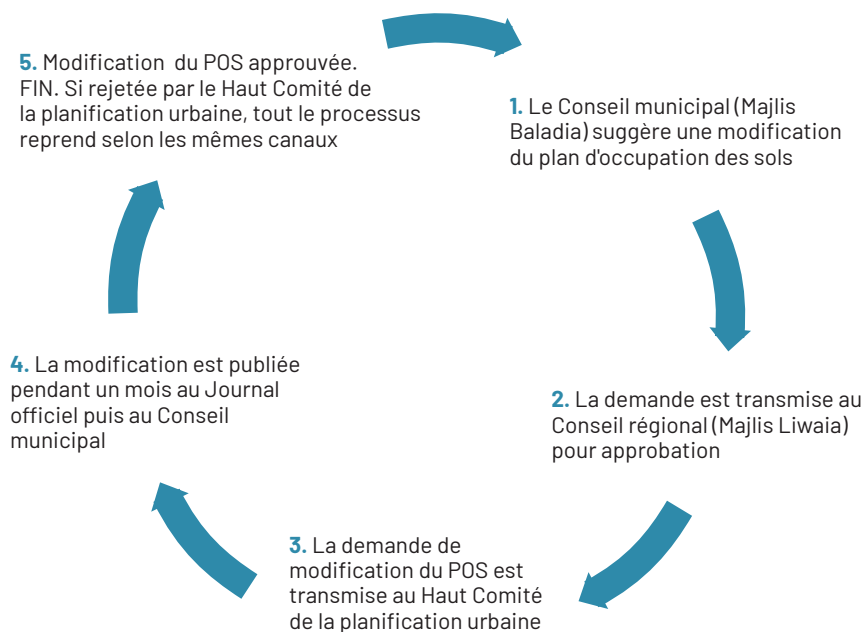 1. Le Conseil municipal (Majlis
Baladia) suggère une modification
du plan d'occupation des sols
2. La demande est transmise au
Conseil régional (Majlis Liwaia)
pour approbation
3. La demande de
modification du POS est
transmise au Haut Comité
de la planification urbaine
4. La modification est publiée
pendant un mois au Journal
officiel puis au Conseil
municipal
5. Modification du POS approuvée.
FIN. Si rejetée par le Haut Comité de
la planification urbaine, tout le processus
reprend selon les mêmes canaux